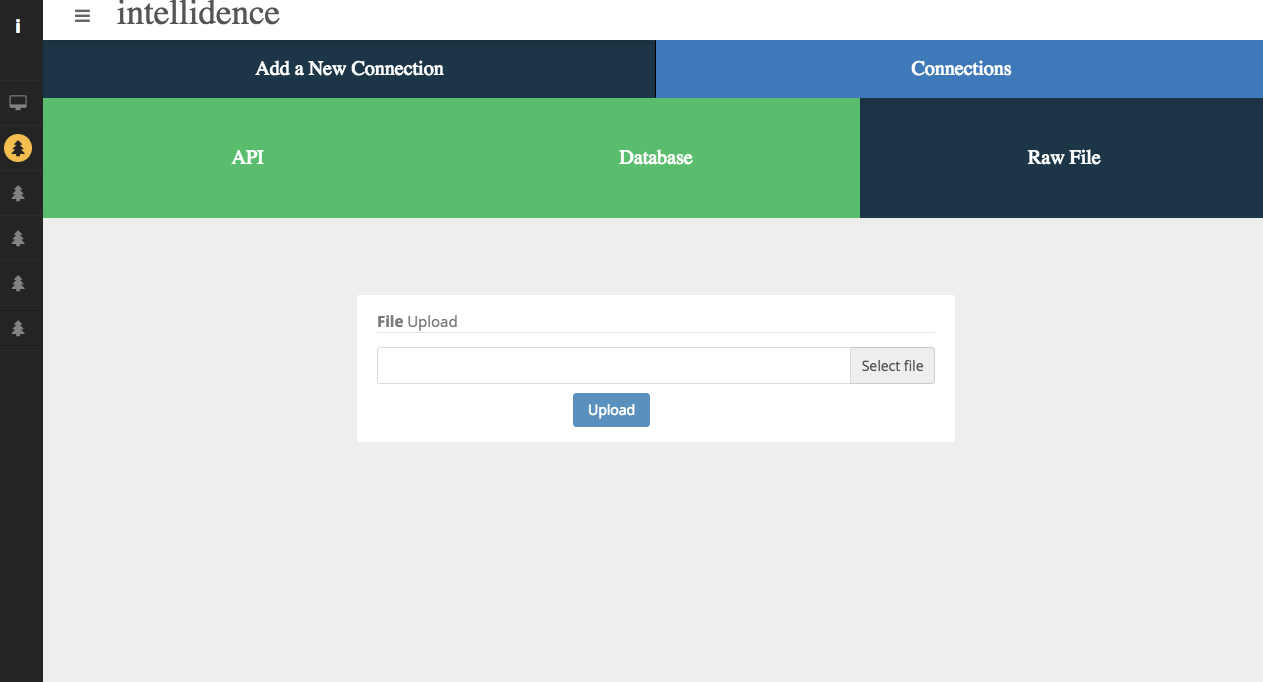 i
intellidence
Add a New Connection
Connections
API
Database
Raw File
File Upload
Select file
Upload